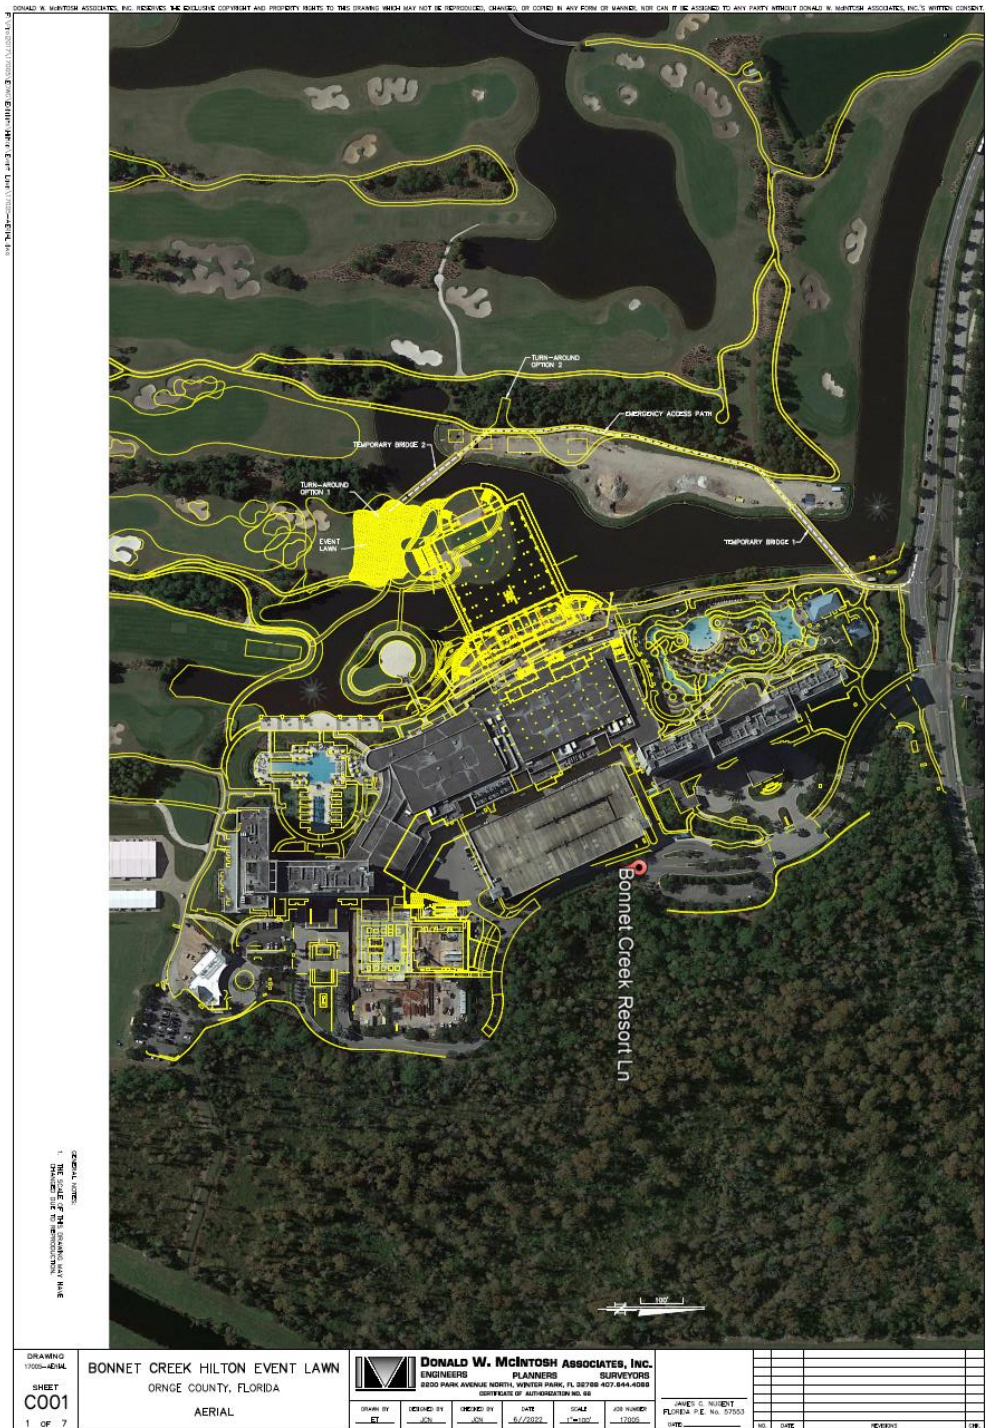 DONALD W. McINTOSH ASSOCIATES, INC. RESERVES THE EXCLUSIVE COPYRIGHT AND PROPERTY RIGHTS TO THIS DRAWING WHICH MAY NOT BE REPRODUCED, CHANGED, OR COPIED IN ANY FORM OR MANNER, NOR CAN IT BE ASSIGNED TO ANY PARTY WITHOUT DONALD W. McINTOSH ASSOCIATES, INC.'S WRITTEN CONSENT.
TURN-AROUND
OPTION 2
EMERGENCY ACCESS PATH
TEMPORARY BRIDGE 2
TURN-AROUND
OPTION 1
EVENT
LAWN
TEMPORARY BRIDGE 1
Bonnet Creek Resort Ln
GENERAL NOTES:
1. THE SCALE OF THIS DRAWING MAY HAVE
CHANGED DUE TO REPRODUCTION.
N
100'
DRAWING
17005-AERIAL
SHEET
C001
1 OF 7
BONNET CREEK HILTON EVENT LAWN
ORNGE COUNTY, FLORIDA
AERIAL
DONALD W. McINTOSH ASSOCIATES, INC.
ENGINEERS PLANNERS SURVEYORS
2200 PARK AVENUE NORTH, WINTER PARK, FL 32789 407.644.4068
CERTIFICATE OF AUTHORIZATION NO. 68
DRAWN BY DESIGNED BY CHECKED BY DATE SCALE JOB NUMBER
ET JCN JCN 6/7/2022 1"=100' 17005
JAMES C. NUGENT
FLORIDA P.E. No. 57553
DATE
NO. DATE REVISIONS CHK.